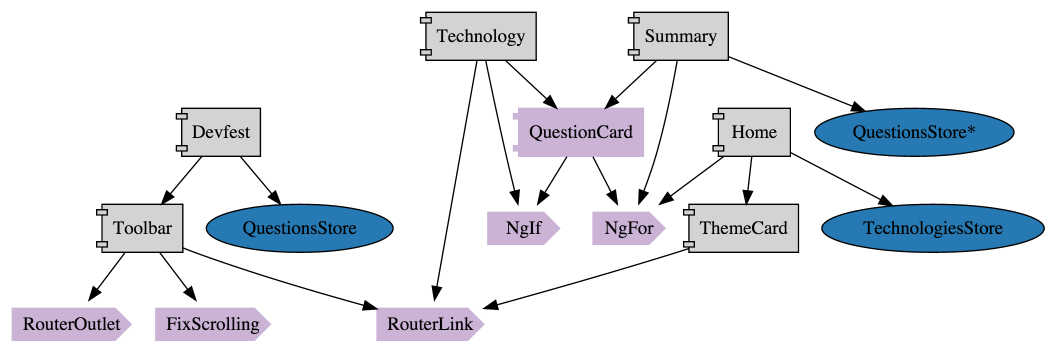 Technology
Summary
Devfest
QuestionCard
Home
QuestionsStore*
Toolbar
QuestionsStore
NgIf
NgFor
ThemeCard
TechnologiesStore
RouterOutlet
FixScrolling
RouterLink